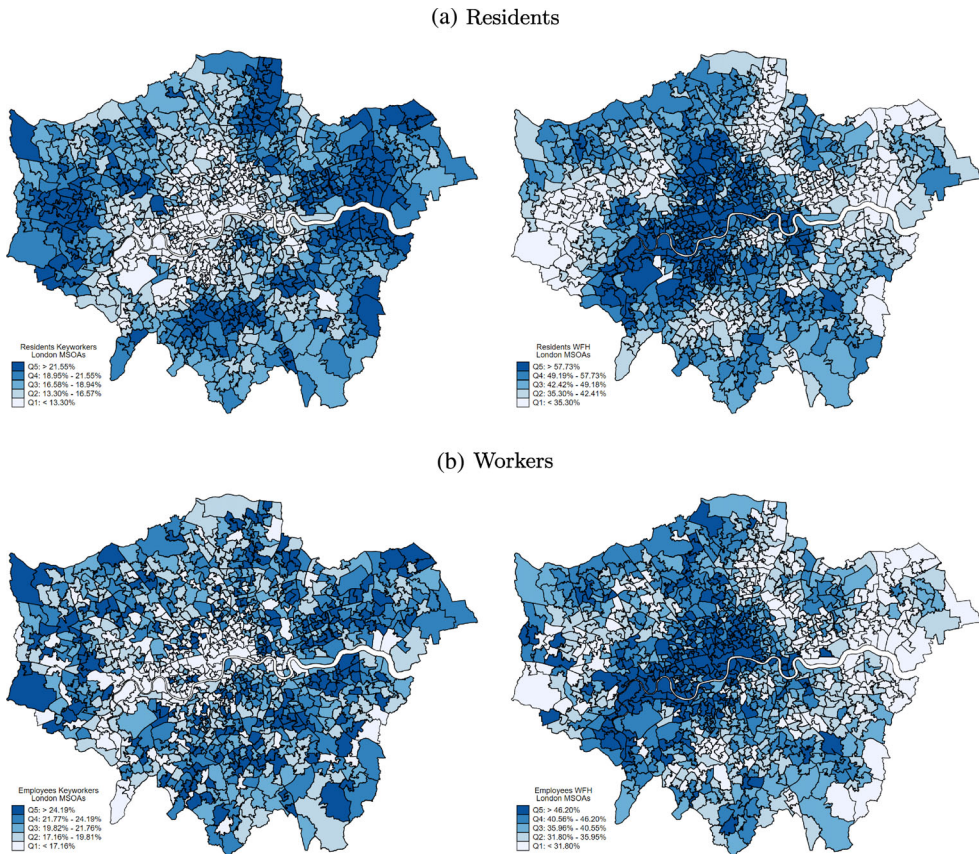 (a) Residents
Residents Keyworkers
London MSOAs
Q5: > 21.55%
Q4: 18.95% - 21.55%
Q3: 16.58% - 18.94%
Q2: 13.30% - 16.57%
Q1: < 13.30%
Residents WFH
London MSOAs
Q5: > 57.73%
Q4: 49.19% - 57.73%
Q3: 42.42% - 49.18%
Q2: 35.30% - 42.41%
Q1: < 35.30%
(b) Workers
Employees Keyworkers
London MSOAs
Q5: > 24.19%
Q4: 21.77% - 24.19%
Q3: 19.82% - 21.76%
Q2: 17.16% - 19.81%
Q1: < 17.16%
Employees WFH
London MSOAs
Q5: > 46.20%
Q4: 40.56% - 46.20%
Q3: 35.96% - 40.55%
Q2: 31.80% - 35.95%
Q1: < 31.80%